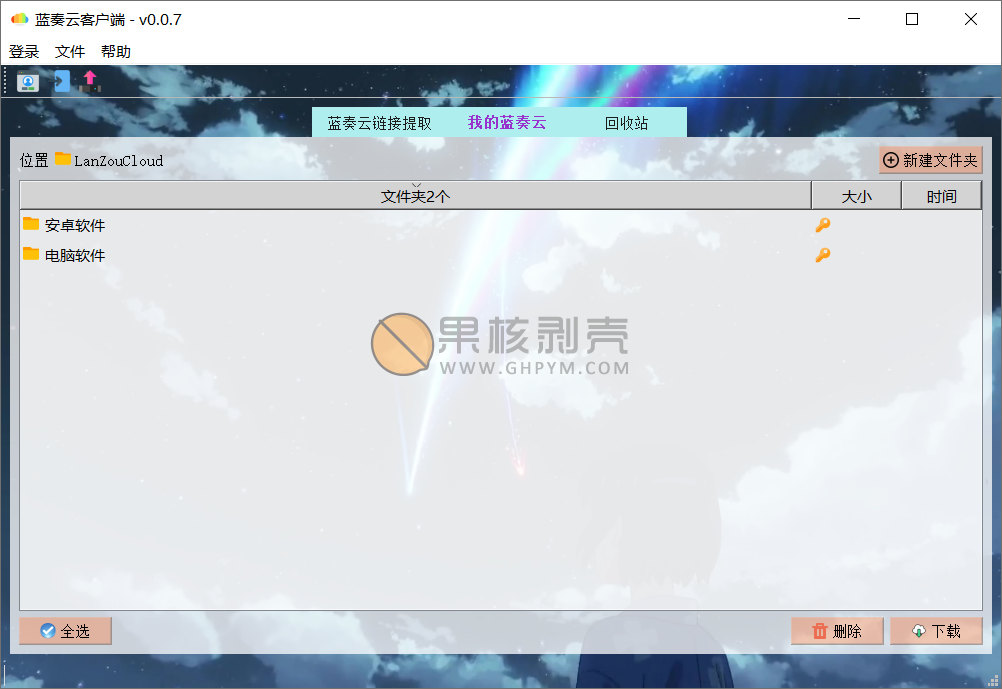 蓝奏云客户端 - v0.0.7
登录 文件 帮助
蓝奏云链接提取 我的蓝奏云 回收站
位置 LanZouCloud 新建文件夹
文件夹2个 大小 时间
安卓软件
电脑软件
果核剥壳
WWW.GHPYM.COM
全选 删除 下载